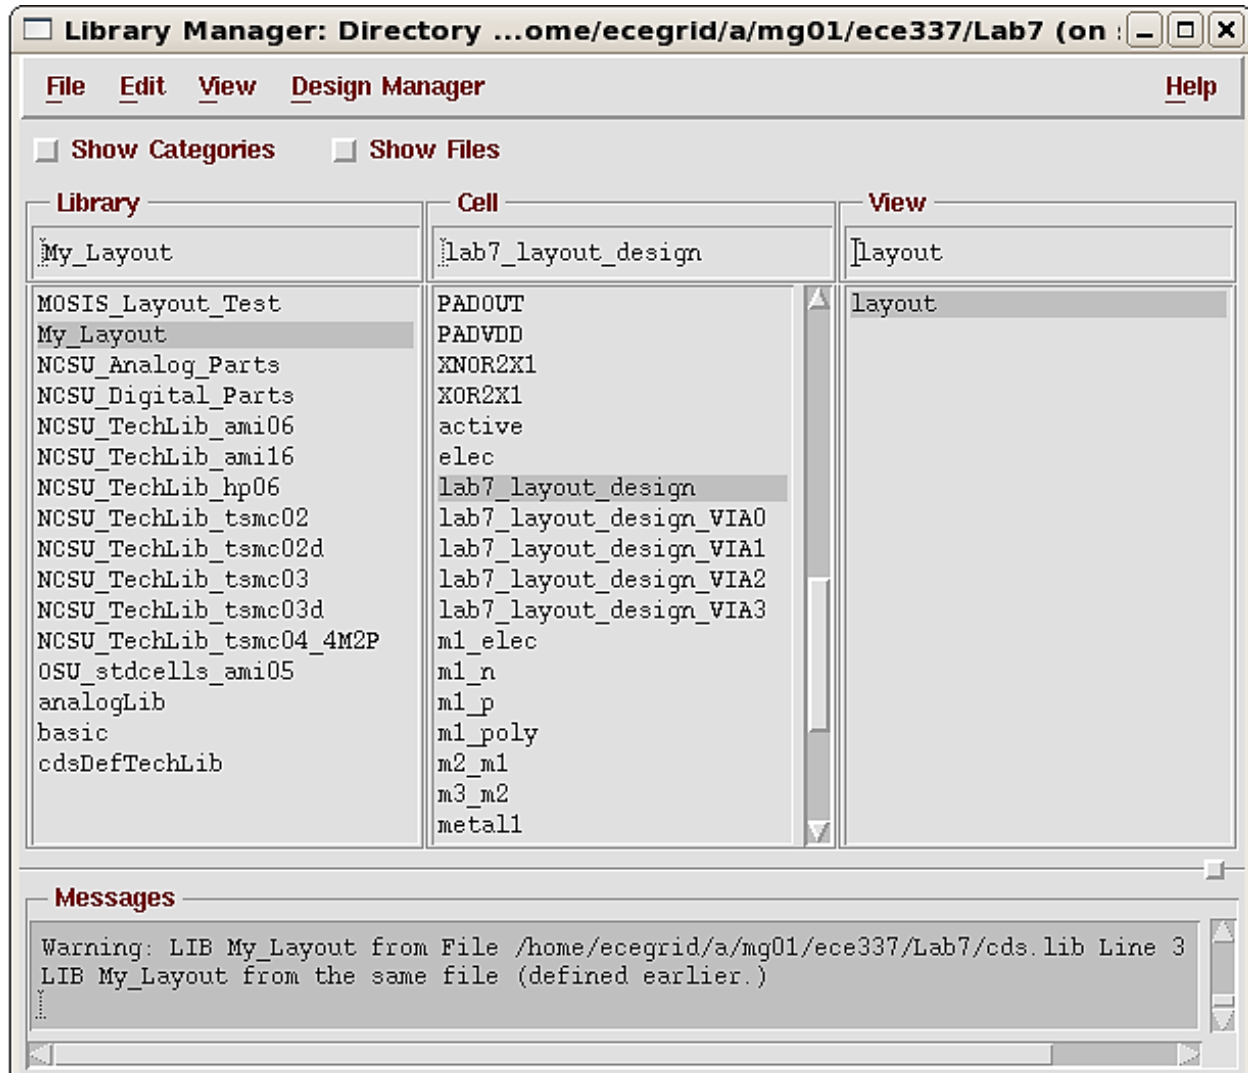 Library Manager: Directory ...ome/ecegrid/a/mg01/ece337/Lab7 (on
File Edit View Design Manager Help
Show Categories Show Files
Library Cell View
My_Layout lab7_layout_design layout
MOSIS_Layout_Test PADOUT layout
My_Layout PADVDD
NCSU_Analog_Parts XNOR2X1
NCSU_Digital_Parts XOR2X1
NCSU_TechLib_ami06 active
NCSU_TechLib_ami16 elec
NCSU_TechLib_hp06 lab7_layout_design
NCSU_TechLib_tsmc02 lab7_layout_design_VIA0
NCSU_TechLib_tsmc02d lab7_layout_design_VIA1
NCSU_TechLib_tsmc03 lab7_layout_design_VIA2
NCSU_TechLib_tsmc03d lab7_layout_design_VIA3
NCSU_TechLib_tsmc04_4M2P m1_elec
OSU_stdcells_ami05 m1_n
analogLib m1_p
basic m1_poly
cdsDefTechLib m2_m1
m3_m2
metal1
Messages
Warning: LIB My_Layout from File /home/ecegrid/a/mg01/ece337/Lab7/cds.lib Line 3
LIB My_Layout from the same file (defined earlier.)